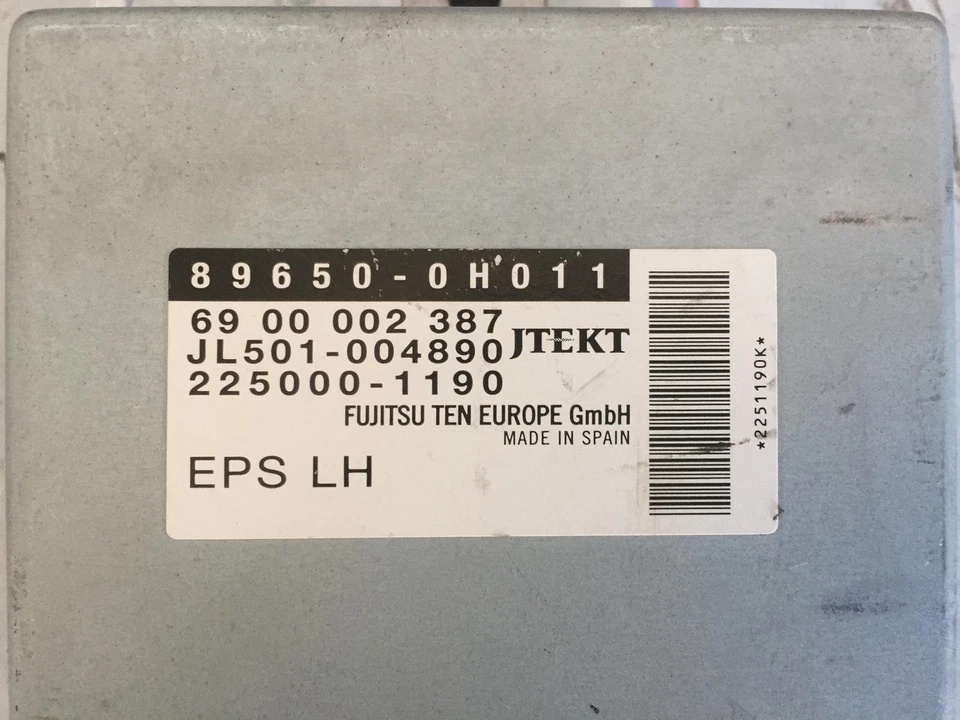 89650-0H011
69 00 002 387
JL501-004890
JTEKT
225000-1190
FUJITSU TEN EUROPE GmbH
MADE IN SPAIN
EPS LH
*2251190K*